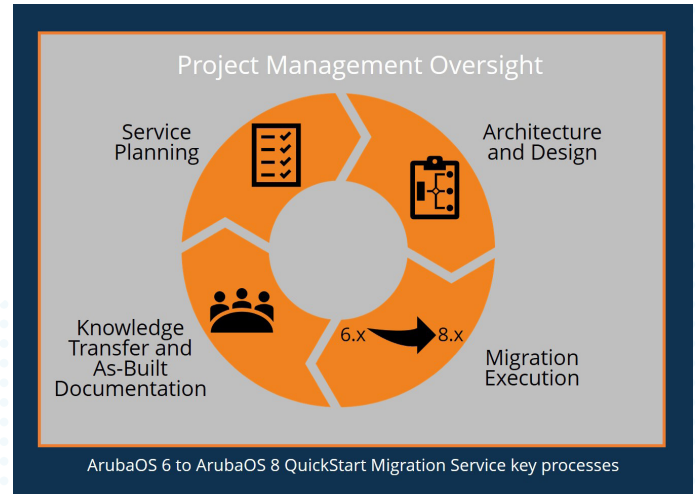 Project Management Oversight
Service
Planning
Architecture
and Design
Knowledge
Transfer and
As-Built
Documentation
6.x
8.x
Migration
Execution
ArubaOS 6 to ArubaOS 8 QuickStart Migration Service key processes